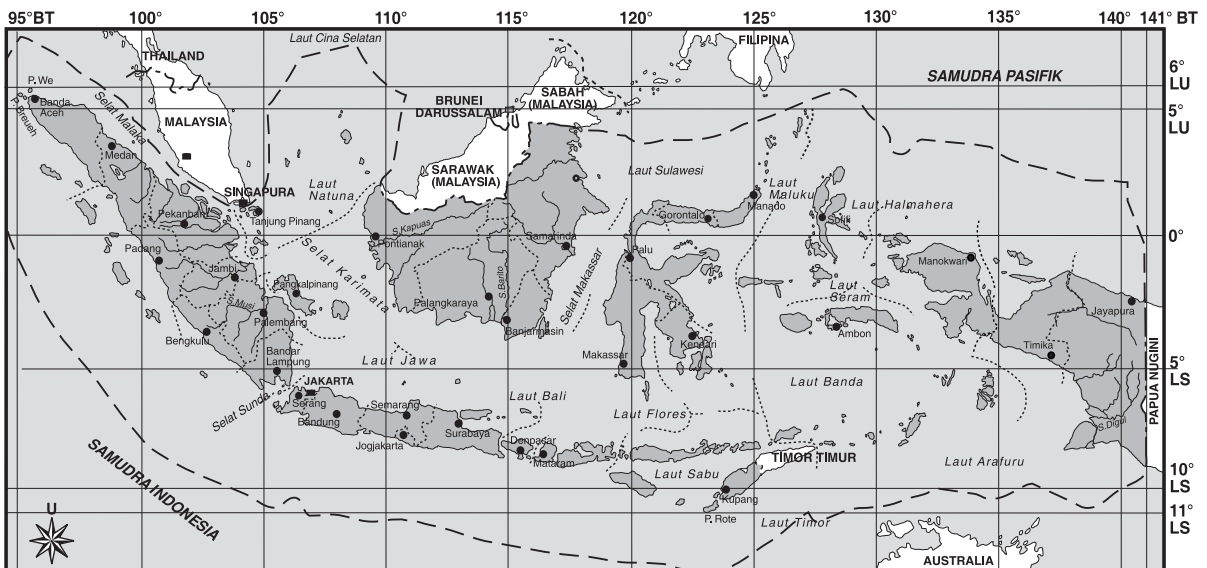 95°BT 100° 105° 110° 115° 120° 125° 130° 135° 140° 141° BT
Laut Cina Selatan
FILIPINA
THAILAND
6°
LU
SAMUDRA PASIFIK
P. We
Banda
Aceh
P. Breueh
Selat Malaka
SABAH
(MALAYSIA)
BRUNEI
DARUSSALAM
5°
LU
MALAYSIA
Medan
SARAWAK
(MALAYSIA)
Laut Sulawesi
SINGAPURA
Laut
Natuna
Laut
Maluku
Manado
Laut Halmahera
Pekanbaru
Tanjung Pinang
Gorontalo
Sofifi
S.Kapuas
Pontianak
Samarinda
0°
Padang
Selat Karimata
Palu
Manokwari
Jambi
Pangkalpinang
S.Barito
Selat Makassar
Laut
Seram
S.Musi
Palembang
Palangkaraya
Jayapura
Bengkulu
Banjarmasin
Ambon
Kendari
Timika
Bandar
Lampung
Laut Jawa
Makassar
PAPUA NUGINI
5°
LS
JAKARTA
Serang
Selat Sunda
Bandung
Semarang
Laut Bali
Laut Banda
Jogjakarta
Surabaya
Laut Flores
S.Digul
Denpasar
Mataram
TIMOR TIMUR
Laut Arafuru
SAMUDRA INDONESIA
Laut Sabu
10°
LS
Kupang
P. Rote
Laut Timor
11°
LS
U
AUSTRALIA